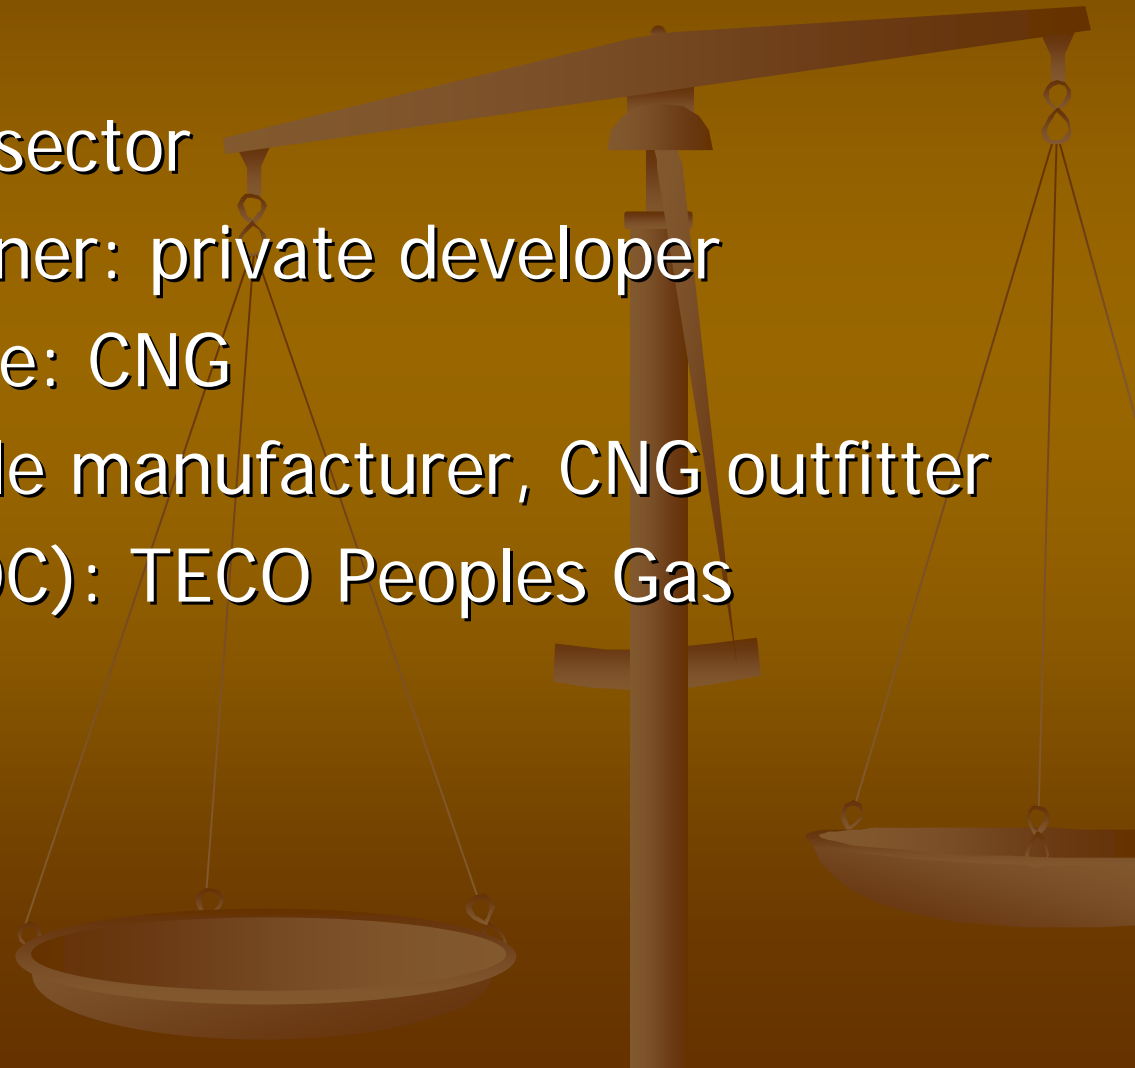 sector
ner: private developer
e: CNG
le manufacturer, CNG outfitter
C): TECO Peoples Gas